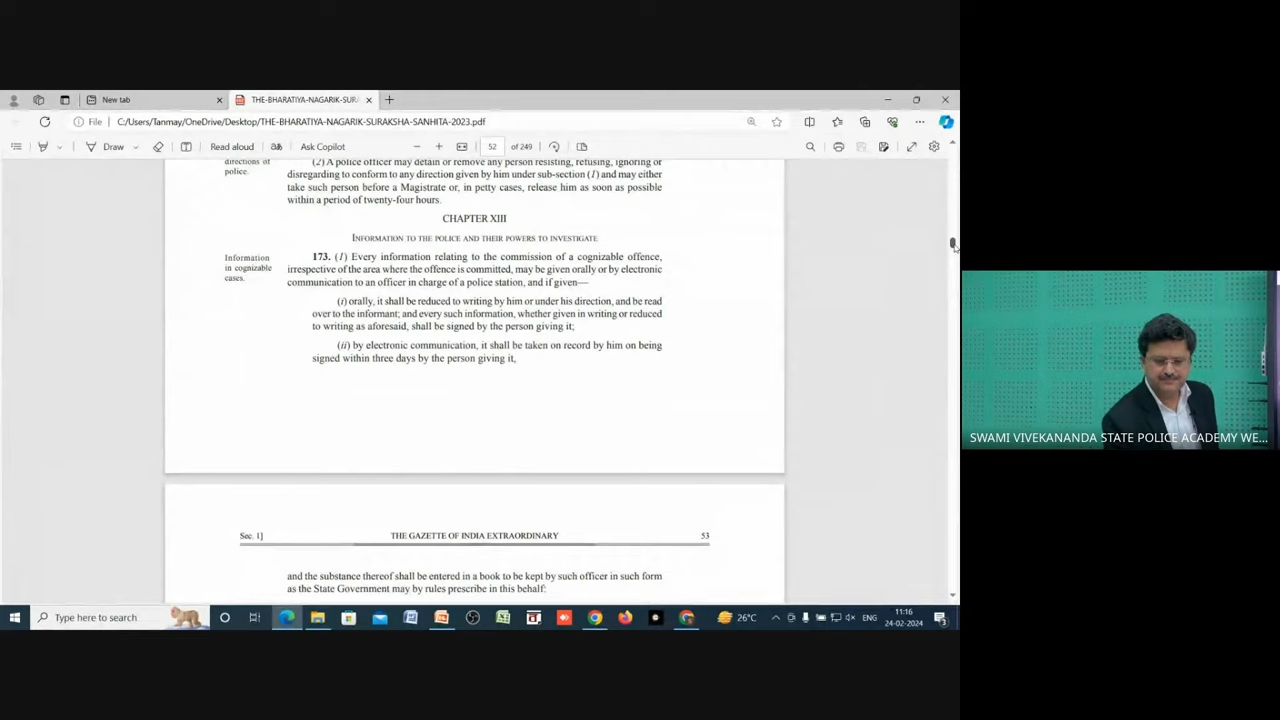 New tab
THE-BHARATIYA-NAGARIK-SUR
File
C:/Users/Tanmay/OneDrive/Desktop/THE-BHARATIYA-NAGARIK-SURAKSHA-SANHITA-2023.pdf
Draw
Read aloud
Ask Copilot
52 of 249
directions of
police.
(2) A police officer may detain or remove any person resisting, refusing, ignoring or
disregarding to conform to any direction given by him under sub-section (1) and may either
take such person before a Magistrate or, in petty cases, release him as soon as possible
within a period of twenty-four hours.
CHAPTER XIII
INFORMATION TO THE POLICE AND THEIR POWERS TO INVESTIGATE
Information
in cognizable
cases.
173. (1) Every information relating to the commission of a cognizable offence,
irrespective of the area where the offence is committed, may be given orally or by electronic
communication to an officer in charge of a police station, and if given—
(i) orally, it shall be reduced to writing by him or under his direction, and be read
over to the informant; and every such information, whether given in writing or reduced
to writing as aforesaid, shall be signed by the person giving it;
(ii) by electronic communication, it shall be taken on record by him on being
signed within three days by the person giving it,
Sec. 1]
THE GAZETTE OF INDIA EXTRAORDINARY
53
and the substance thereof shall be entered in a book to be kept by such officer in such form
as the State Government may by rules prescribe in this behalf:
SWAMI VIVEKANANDA STATE POLICE ACADEMY WE...
Type here to search
26°C
ENG
11:16
24-02-2024
3